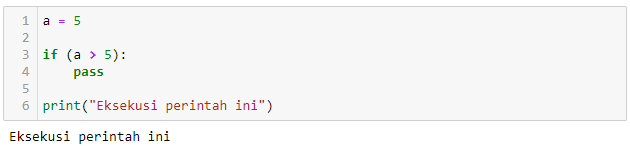 1 a = 5
2
3 if (a > 5):
4     pass
5
6 print("Eksekusi perintah ini")
Eksekusi perintah ini